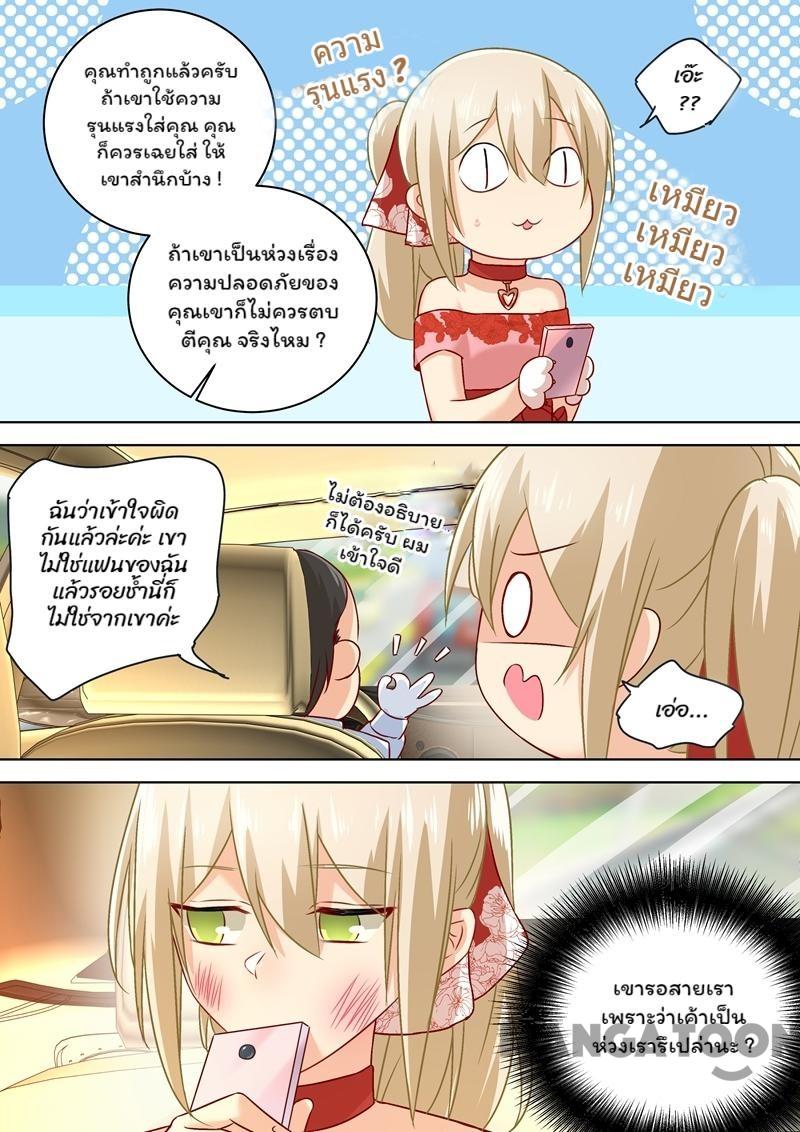 คุณทำถูกแล้วครับ
ถ้าเขาใช้ความ
รุนแรงใส่คุณ คุณ
ก็ควรเฉยใส่ ให้
เขาสำนึกบ้าง !
ความ
รุนแรง ?
เอ๊ะ
??
ถ้าเขาเป็นห่วงเรื่อง
ความปลอดภัยของ
คุณเขาก็ไม่ควรตบ
ตีคุณ จริงไหม ?
เหมียว
เหมียว
เหมียว
ฉันว่าเข้าใจผิด
กันแล้วล่ะค่ะ เขา
ไม่ใช่แฟนของฉัน
แล้วรอยช้ำนี่ก็
ไม่ใช่จากเขาค่ะ
ไม่ต้องอธิบาย
ก็ได้ครับ ผม
เข้าใจดี
เอ่อ...
เขารอสายเรา
เพราะว่าเค้าเป็น
ห่วงเรารึเปล่านะ ?
MANGATOON